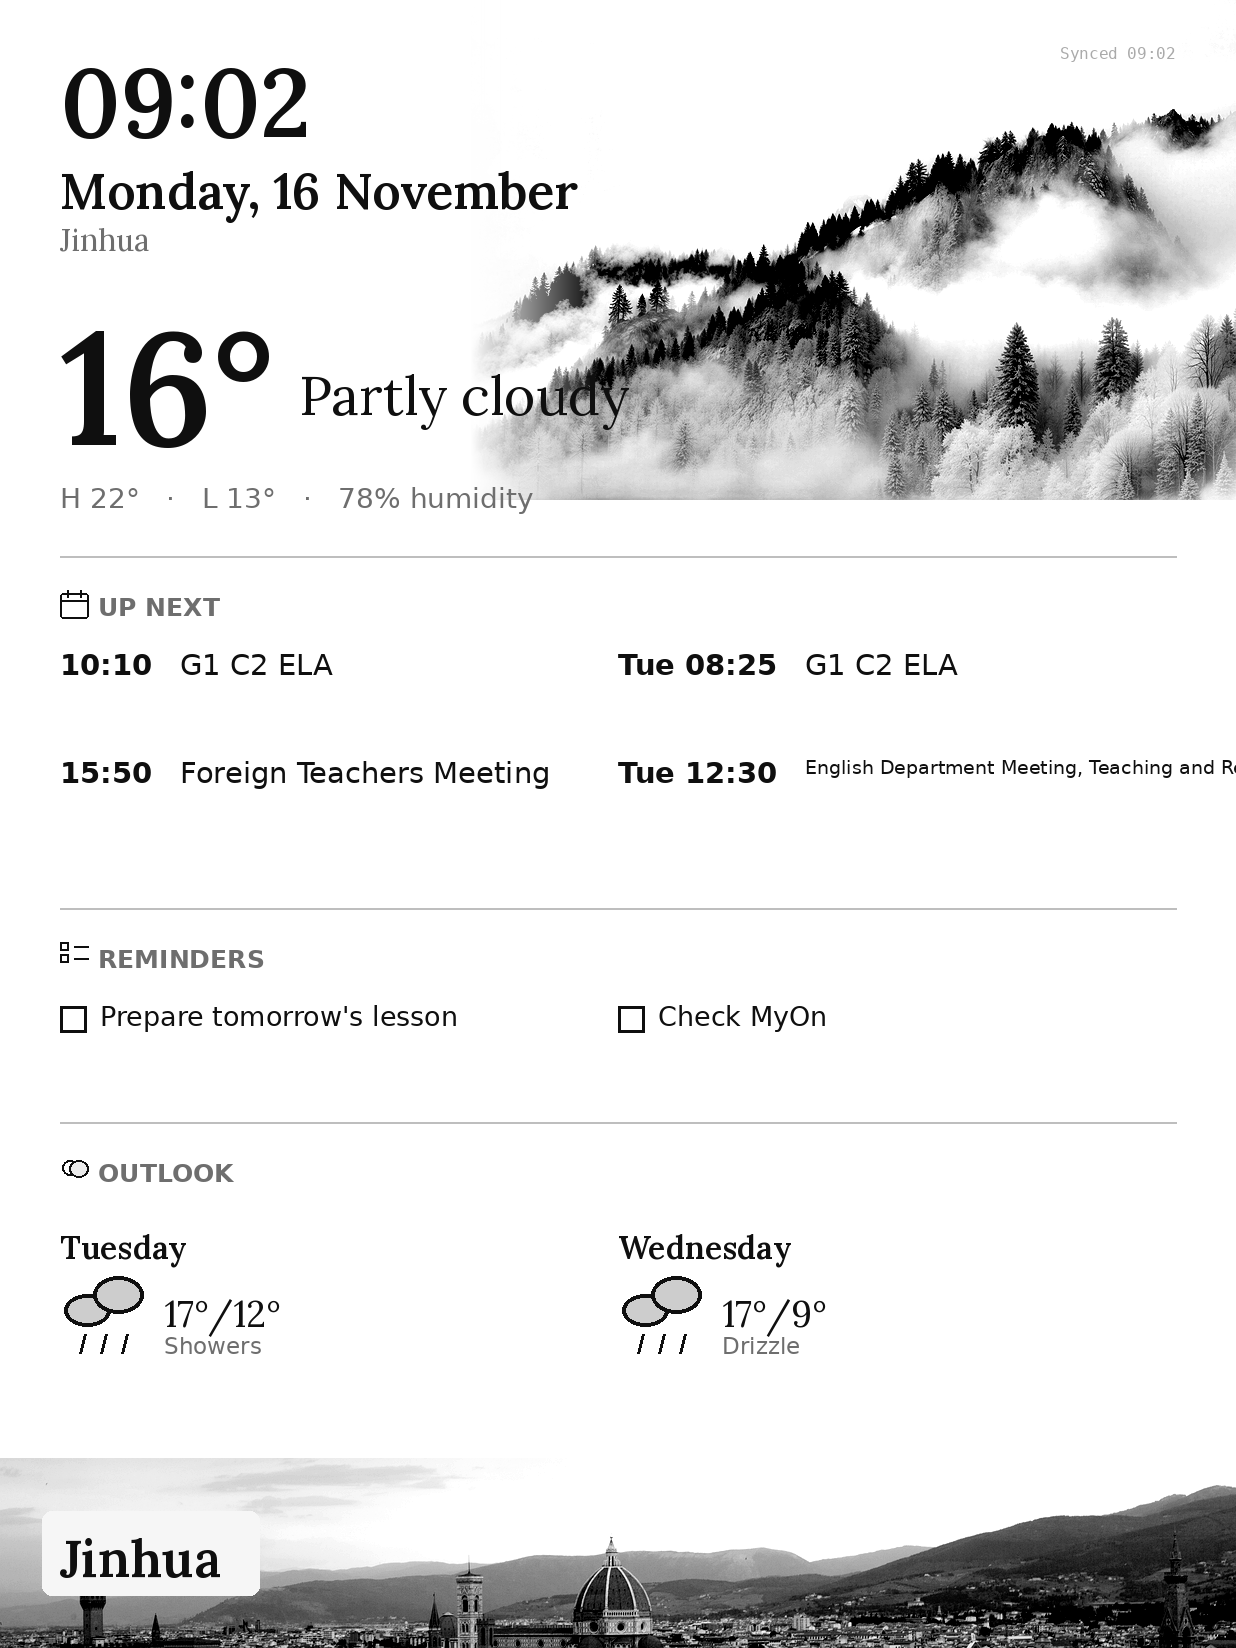 Synced 09:02
09:02
Monday, 16 November
Jinhua
16° Partly cloudy
H 22° · L 13° · 78% humidity
UP NEXT
10:10 G1 C2 ELA
Tue 08:25 G1 C2 ELA
15:50 Foreign Teachers Meeting
Tue 12:30 English Department Meeting, Teaching and
REMINDERS
Prepare tomorrow's lesson
Check MyOn
OUTLOOK
Tuesday
17°/12°
Showers
Wednesday
17°/9°
Drizzle
Jinhua